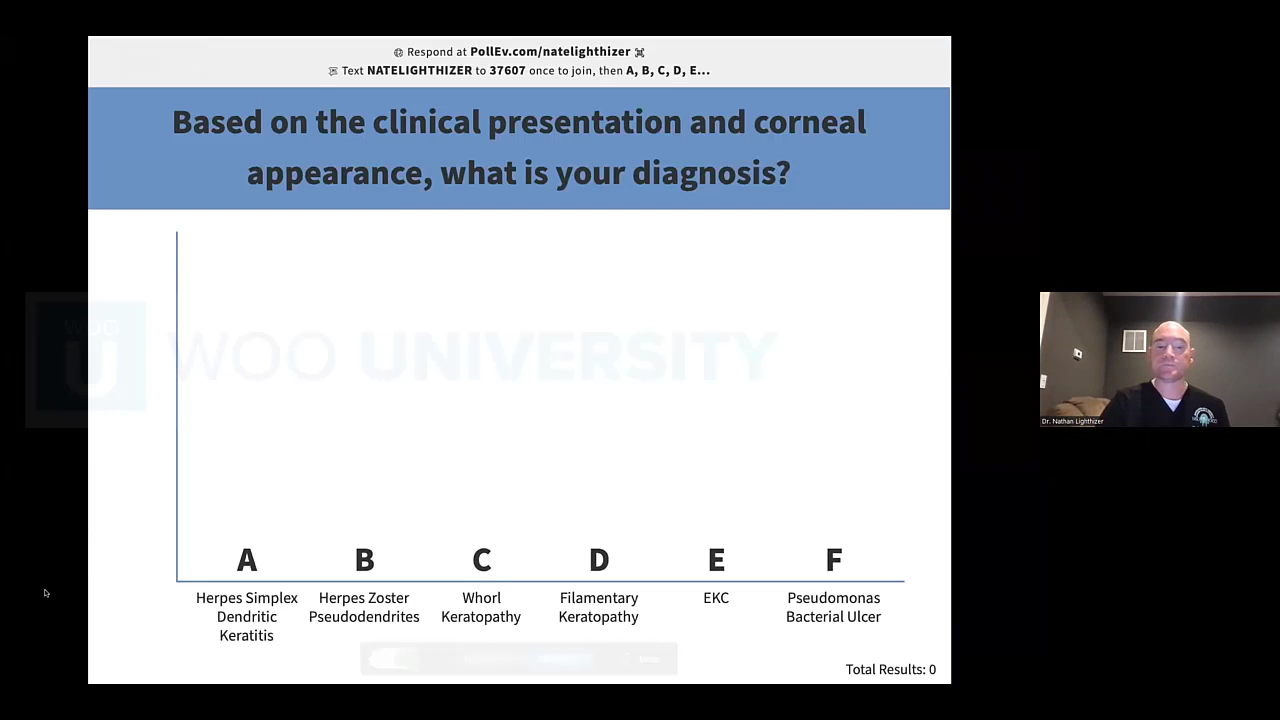 Respond at PollEv.com/natelighthizer
Text NATELIGHTHIZER to 37607 once to join, then A, B, C, D, E...
Based on the clinical presentation and corneal
appearance, what is your diagnosis?
WOO
U
WOO UNIVERSITY
A
Herpes Simplex
Dendritic
Keratitis
B
Herpes Zoster
Pseudodendrites
C
Whorl
Keratopathy
D
Filamentary
Keratopathy
E
EKC
F
Pseudomonas
Bacterial Ulcer
Total Results: 0
Dr. Nathan Lighthizer